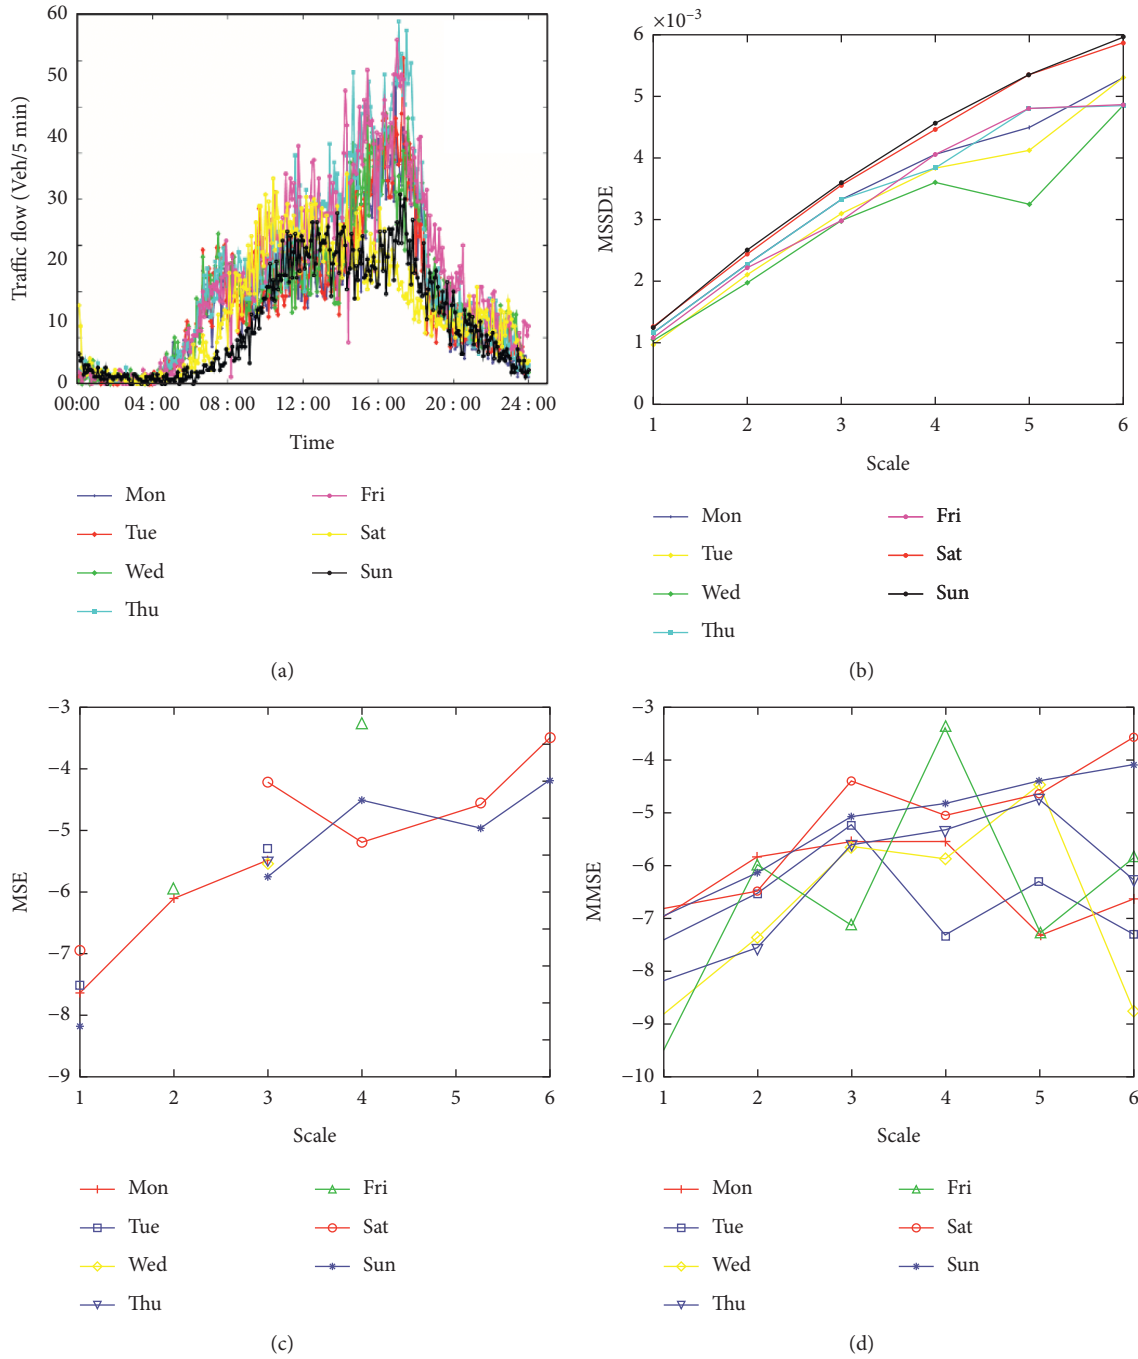 60
50
40
30
20
10
0
Traffic flow (Veh/5 min)
00:00 04 : 00 08 : 00 12 : 00 16 : 00 20 : 00 24 : 00
Time
Mon
Tue
Wed
Thu
Fri
Sat
Sun
(a)
×10–3
6
5
4
3
2
1
0
MSSDE
1 2 3 4 5 6
Scale
Mon
Tue
Wed
Thu
Fri
Sat
Sun
(b)
–3
–4
–5
–6
–7
–8
–9
MSE
1 2 3 4 5 6
Scale
Mon
Tue
Wed
Thu
Fri
Sat
Sun
(c)
–3
–4
–5
–6
–7
–8
–9
–10
MMSE
1 2 3 4 5 6
Scale
Mon
Tue
Wed
Thu
Fri
Sat
Sun
(d)